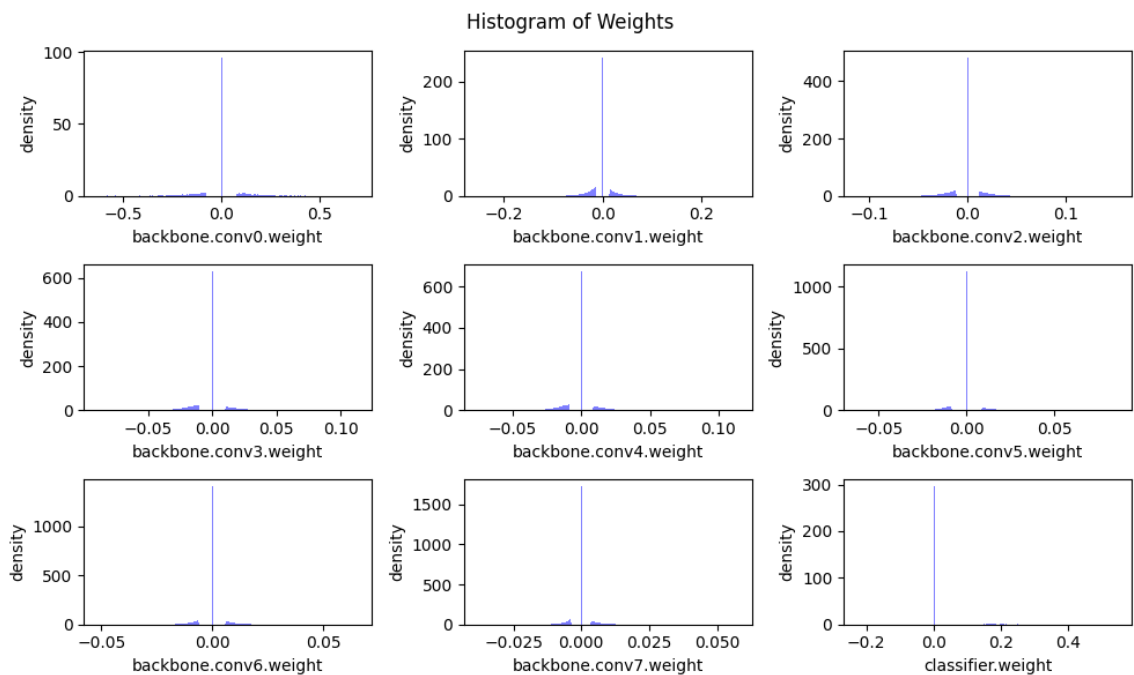 Histogram of Weights
100
50
0
density
−0.5 0.0 0.5
backbone.conv0.weight
200
100
0
density
−0.2 0.0 0.2
backbone.conv1.weight
400
200
0
density
−0.1 0.0 0.1
backbone.conv2.weight
600
400
200
0
density
−0.05 0.00 0.05 0.10
backbone.conv3.weight
600
400
200
0
density
−0.05 0.00 0.05 0.10
backbone.conv4.weight
1000
500
0
density
−0.05 0.00 0.05
backbone.conv5.weight
1000
500
0
density
−0.05 0.00 0.05
backbone.conv6.weight
1500
1000
500
0
density
−0.025 0.000 0.025 0.050
backbone.conv7.weight
300
200
100
0
density
−0.2 0.0 0.2 0.4
classifier.weight